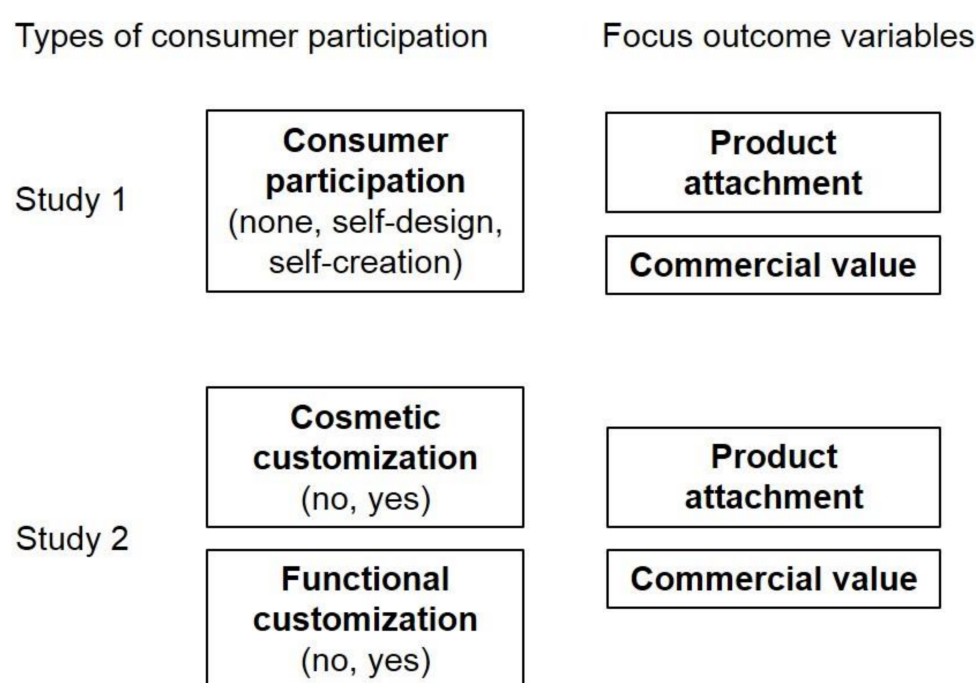 Types of consumer participation
Focus outcome variables
Study 1
Consumer
participation
(none, self-design,
self-creation)
Product
attachment
Commercial value
Study 2
Cosmetic
customization
(no, yes)
Functional
customization
(no, yes)
Product
attachment
Commercial value